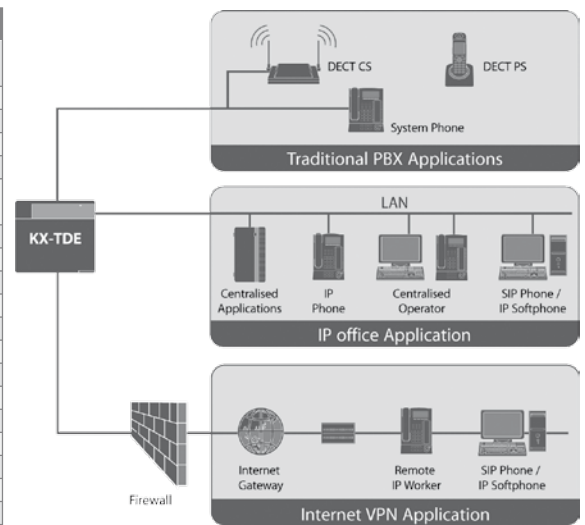 DECT CS
DECT PS
System Phone
Traditional PBX Applications
KX-TDE
LAN
Centralised
Applications
IP
Phone
Centralised
Operator
SIP Phone /
IP Softphone
IP office Application
Firewall
Internet
Gateway
Remote
IP Worker
SIP Phone /
IP Softphone
Internet VPN Application